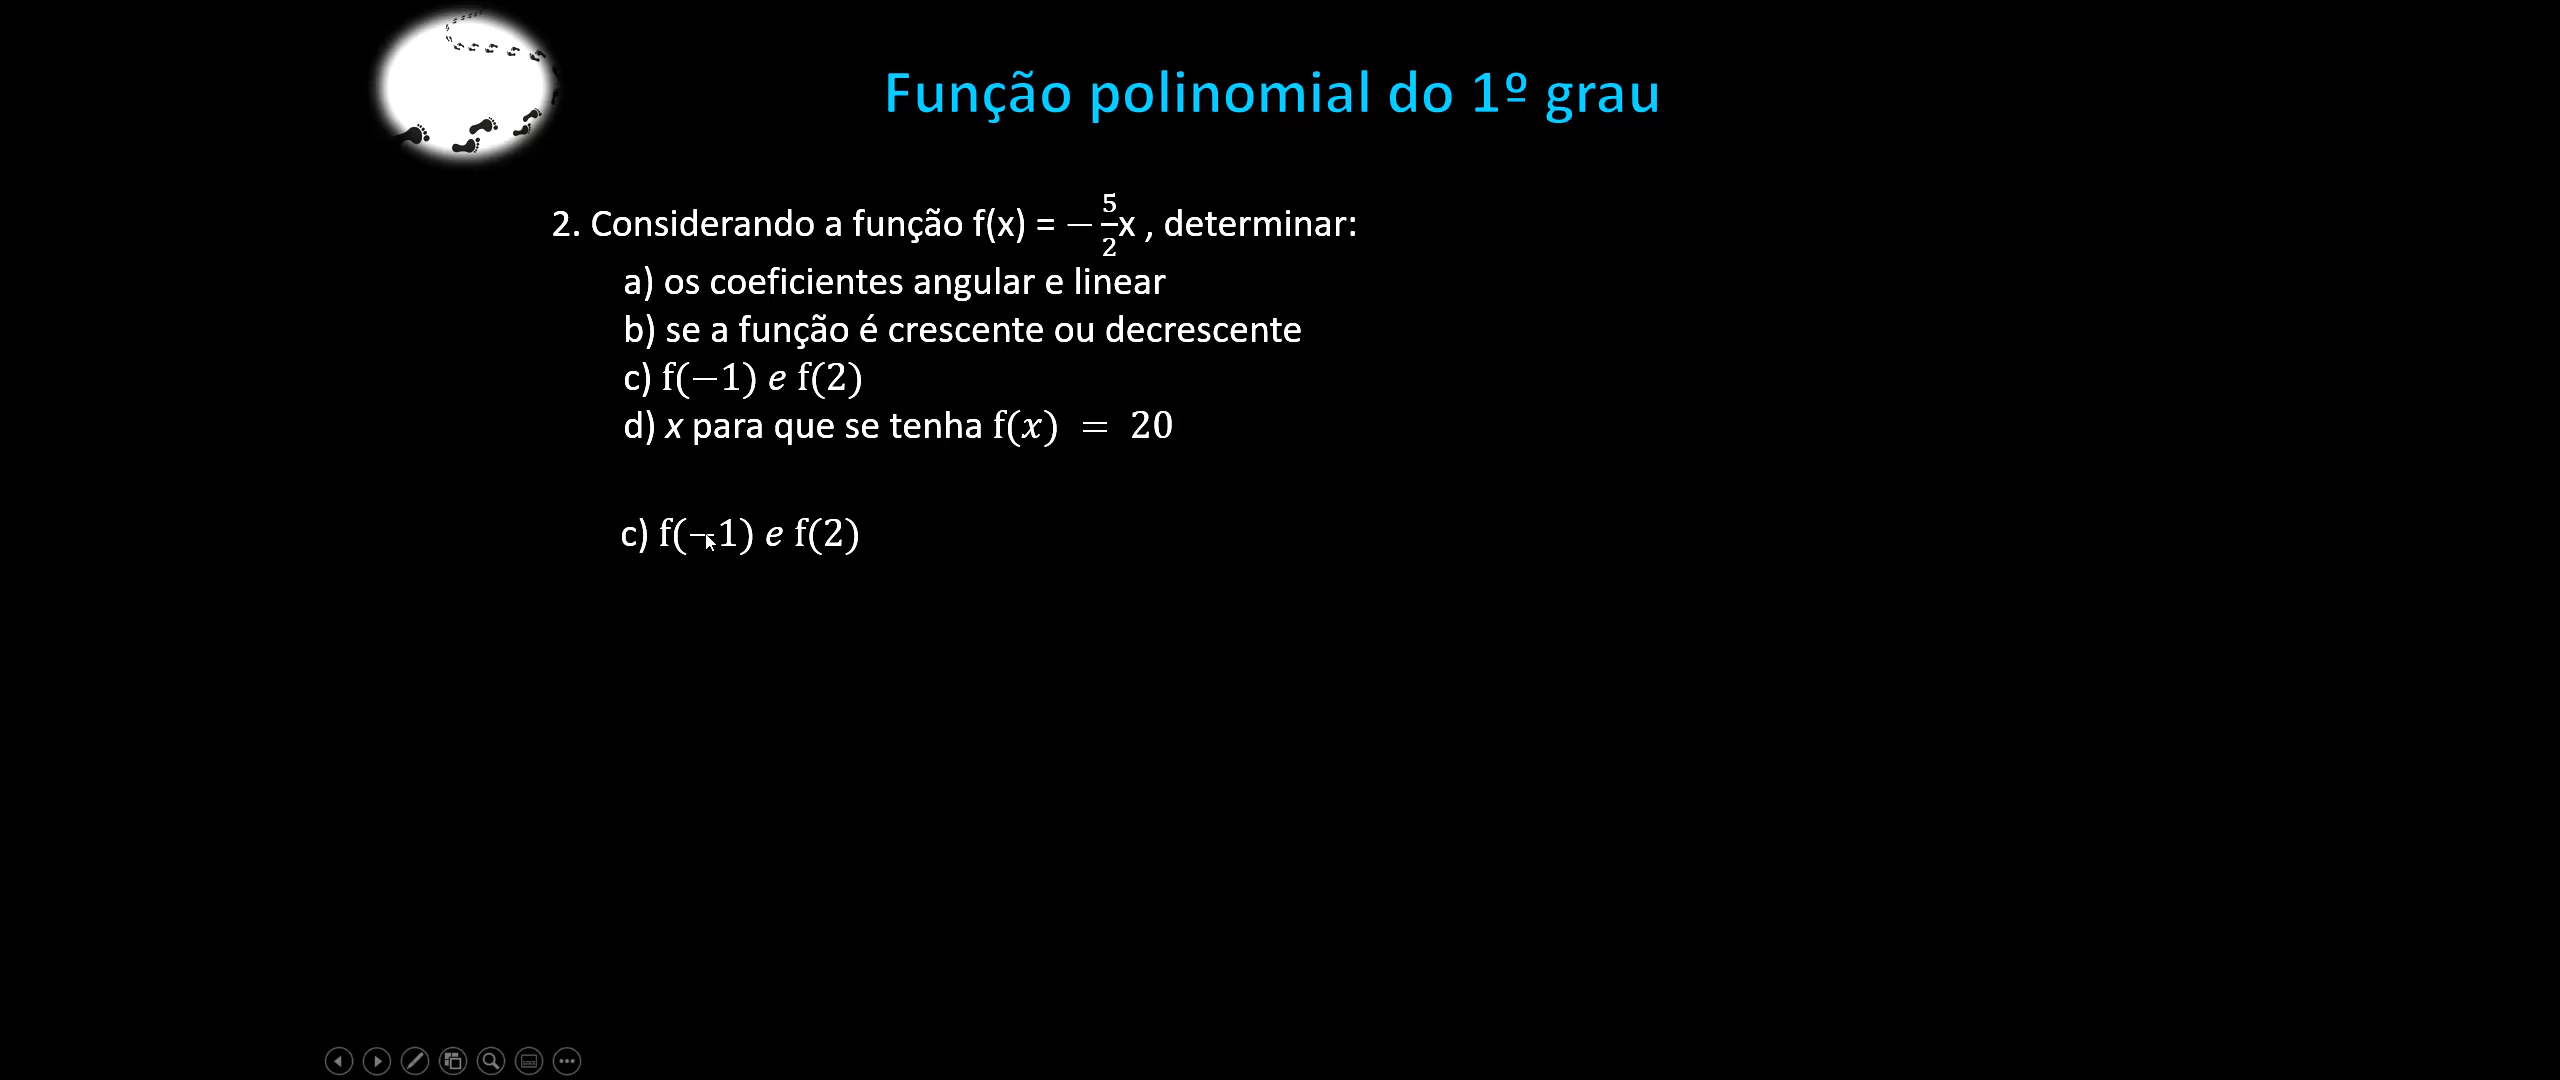 Função polinomial do 1º grau
2. Considerando a função f(x) = −5/2x , determinar:
a) os coeficientes angular e linear
b) se a função é crescente ou decrescente
c) f(−1) e f(2)
d) x para que se tenha f(x) = 20
c) f(−1) e f(2)